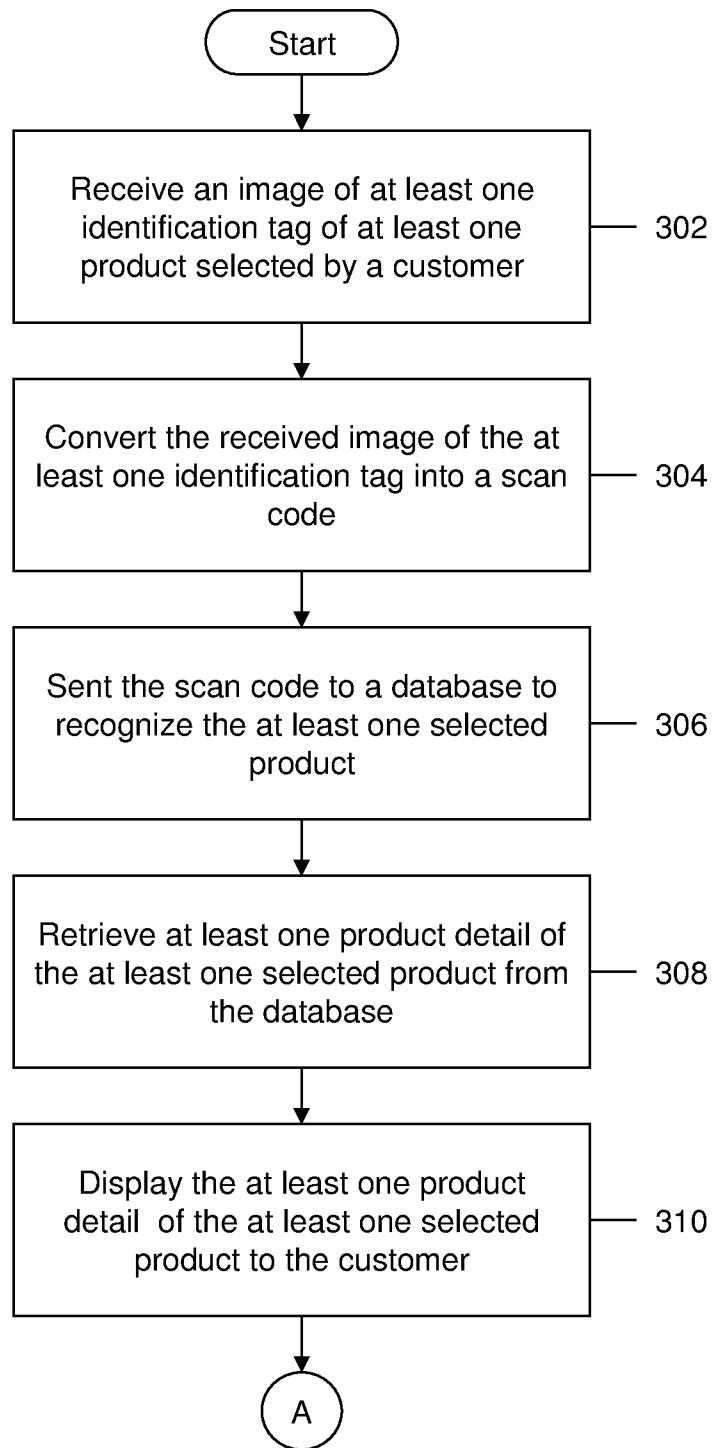 Start
Receive an image of at least one
identification tag of at least one
product selected by a customer
302
Convert the received image of the at
least one identification tag into a scan
code
304
Sent the scan code to a database to
recognize the at least one selected
product
306
Retrieve at least one product detail of
the at least one selected product from
the database
308
Display the at least one product
detail  of the at least one selected
product to the customer
310
A